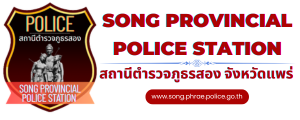 POLICE
สถานีตำรวจภูธรสอง
SONG PROVINCIAL
POLICE STATION
SONG PROVINCIAL
POLICE STATION
สถานีตำรวจภูธรสอง จังหวัดแพร่
www.song.phrae.police.go.th